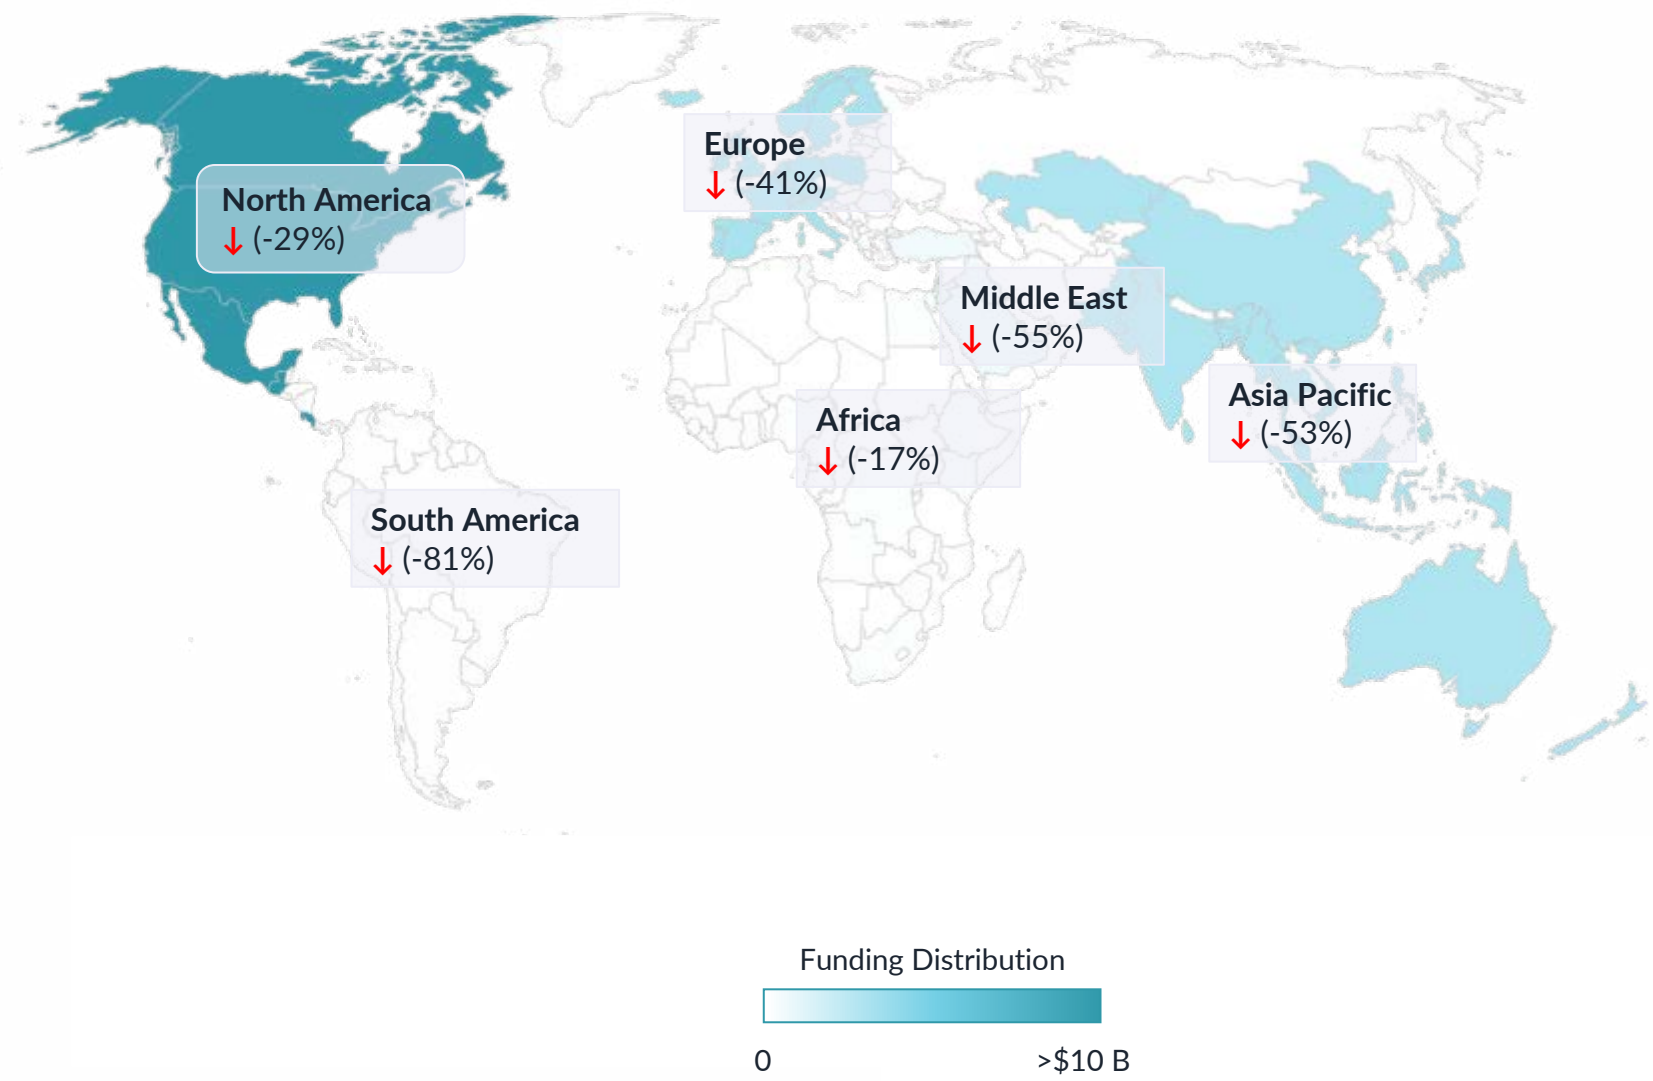 Europe
↓ (-41%)
North America
↓ (-29%)
Middle East
↓ (-55%)
Asia Pacific
↓ (-53%)
Africa
↓ (-17%)
South America
↓ (-81%)
Funding Distribution
0
>$10 B